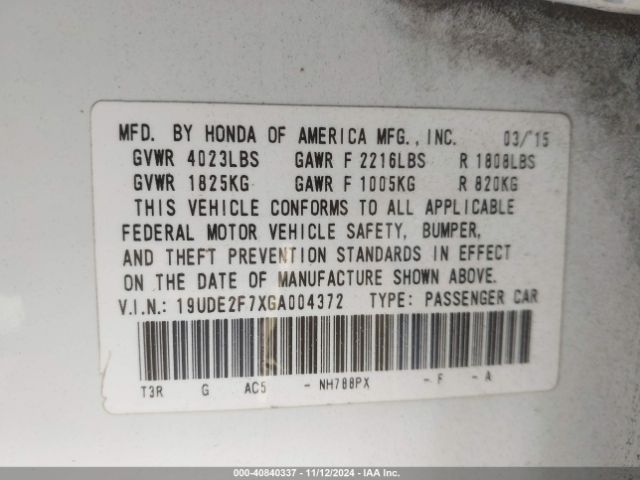 MFD. BY HONDA OF AMERICA MFG., INC. 03/15
GVWR 4023LBS GAWR F 2216LBS R 1808LBS
GVWR 1825KG GAWR F 1005KG R 820KG
THIS VEHICLE CONFORMS TO ALL APPLICABLE
FEDERAL MOTOR VEHICLE SAFETY, BUMPER,
AND THEFT PREVENTION STANDARDS IN EFFECT
ON THE DATE OF MANUFACTURE SHOWN ABOVE.
V.I.N.: 19UDE2F7XGA004372 TYPE: PASSENGER CAR
T3R G AC5 - NH788PX - F - A
000-40840337 - 11/12/2024 - IAA Inc.